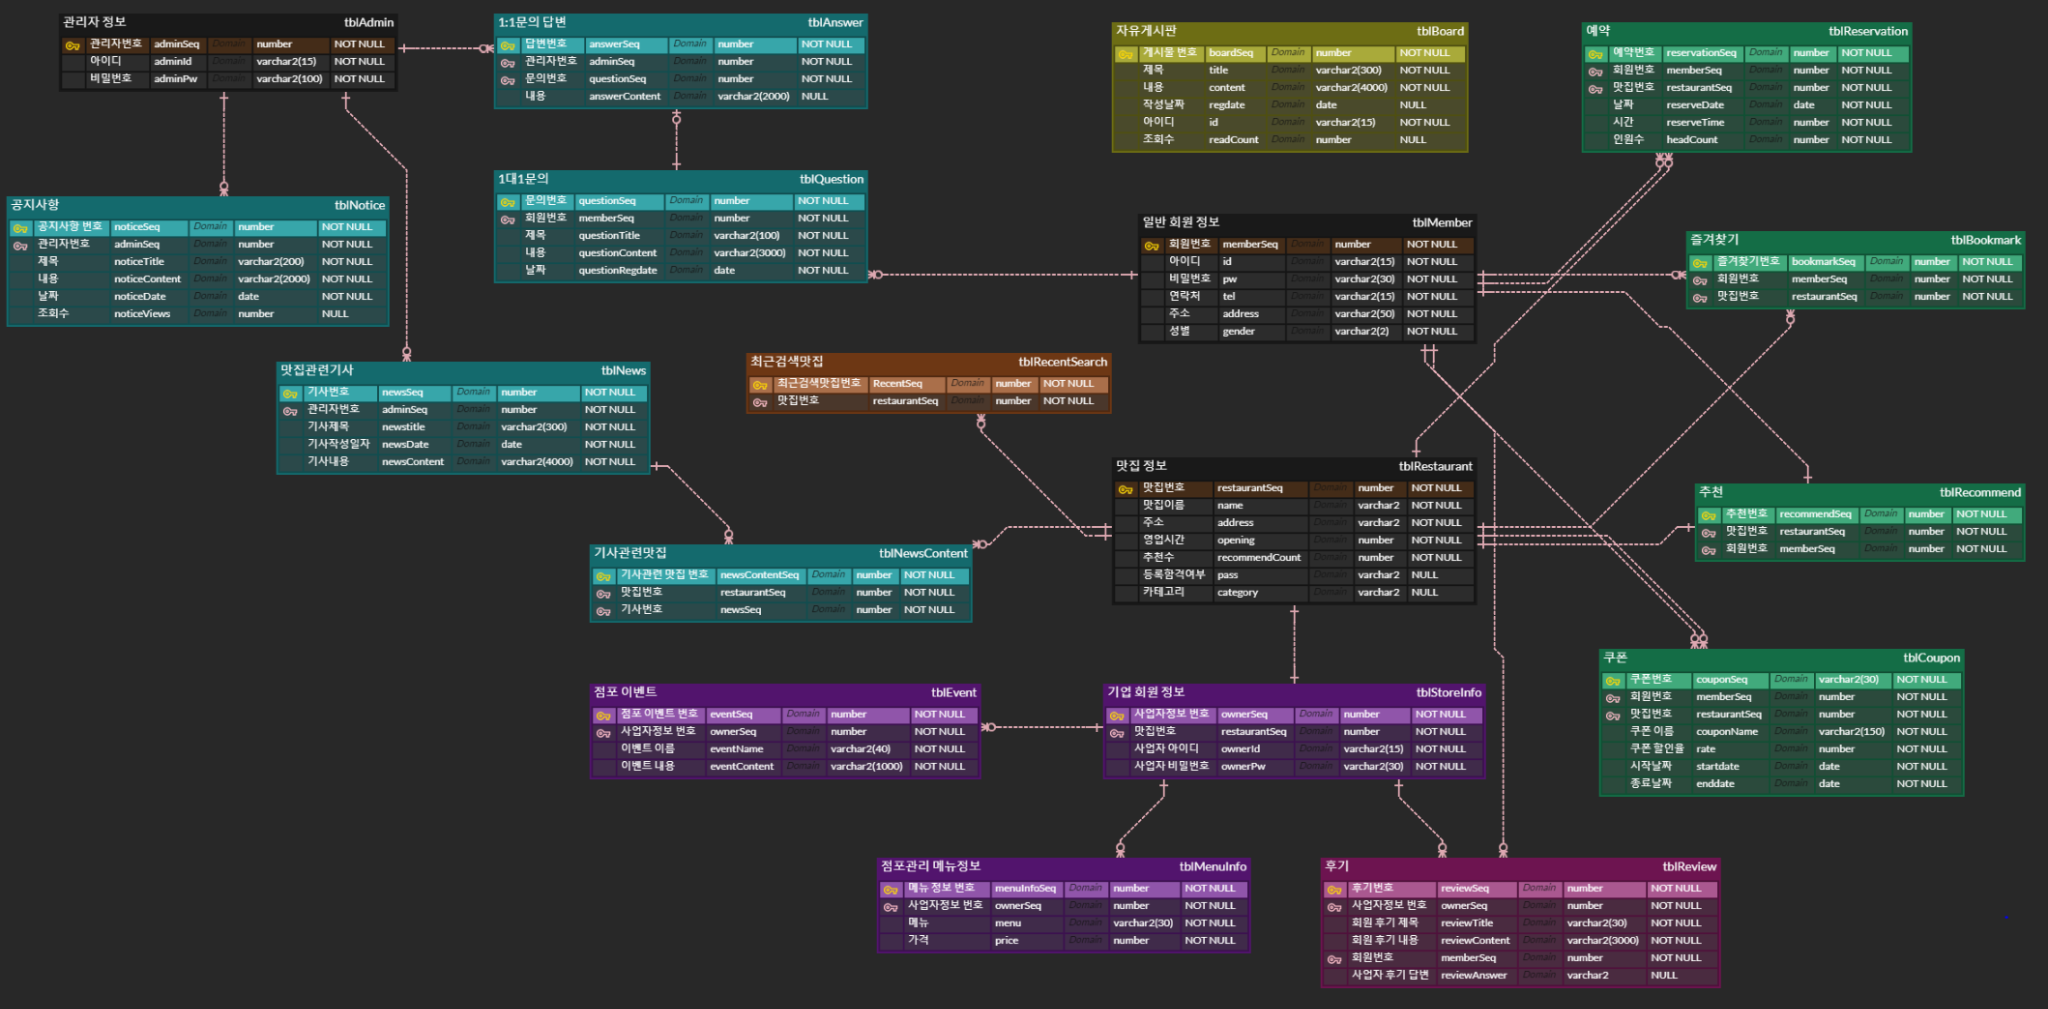 관리자 정보 tblAdmin
관리자번호 adminSeq Domain number NOT NULL
아이디 adminId Domain varchar2(15) NOT NULL
비밀번호 adminPw Domain varchar2(100) NOT NULL
1:1문의 답변 tblAnswer
답변번호 answerSeq Domain number NOT NULL
관리자번호 adminSeq Domain number NOT NULL
문의번호 questionSeq Domain number NOT NULL
내용 answerContent Domain varchar2(2000) NULL
자유게시판 tblBoard
게시물 번호 boardSeq Domain number NOT NULL
제목 title Domain varchar2(300) NOT NULL
내용 content Domain varchar2(4000) NOT NULL
작성날짜 regdate Domain date NULL
아이디 id Domain varchar2(15) NOT NULL
조회수 readCount Domain number NULL
예약 tblReservation
예약번호 reservationSeq Domain number NOT NULL
회원번호 memberSeq Domain number NOT NULL
맛집번호 restaurantSeq Domain number NOT NULL
날짜 reserveDate Domain date NOT NULL
시간 reserveTime Domain number NOT NULL
인원수 headCount Domain number NOT NULL
공지사항 tblNotice
공지사항 번호 noticeSeq Domain number NOT NULL
관리자번호 adminSeq Domain number NOT NULL
제목 noticeTitle Domain varchar2(200) NOT NULL
내용 noticeContent Domain varchar2(2000) NOT NULL
날짜 noticeDate Domain date NOT NULL
조회수 noticeViews Domain number NULL
1대1문의 tblQuestion
문의번호 questionSeq Domain number NOT NULL
회원번호 memberSeq Domain number NOT NULL
제목 questionTitle Domain varchar2(100) NOT NULL
내용 questionContent Domain varchar2(3000) NOT NULL
날짜 questionRegdate Domain date NOT NULL
일반 회원 정보 tblMember
회원번호 memberSeq Domain number NOT NULL
아이디 id Domain varchar2(15) NOT NULL
비밀번호 pw Domain varchar2(30) NOT NULL
연락처 tel Domain varchar2(15) NOT NULL
주소 address Domain varchar2(50) NOT NULL
성별 gender Domain varchar2(2) NOT NULL
즐겨찾기 tblBookmark
즐겨찾기번호 bookmarkSeq Domain number NOT NULL
회원번호 memberSeq Domain number NOT NULL
맛집번호 restaurantSeq Domain number NOT NULL
맛집관련기사 tblNews
기사번호 newsSeq Domain number NOT NULL
관리자번호 adminSeq Domain number NOT NULL
기사제목 newstitle Domain varchar2(300) NOT NULL
기사작성일자 newsDate Domain date NOT NULL
기사내용 newsContent Domain varchar2(4000) NOT NULL
최근검색맛집 tblRecentSearch
최근검색맛집번호 RecentSeq Domain number NOT NULL
맛집번호 restaurantSeq Domain number NOT NULL
맛집 정보 tblRestaurant
맛집번호 restaurantSeq Domain number NOT NULL
맛집이름 name Domain varchar2 NOT NULL
주소 address Domain varchar2 NOT NULL
영업시간 opening Domain number NOT NULL
추천수 recommendCount Domain number NOT NULL
등록합격여부 pass Domain varchar2 NULL
카테고리 category Domain varchar2 NULL
추천 tblRecommend
추천번호 recommendSeq Domain number NOT NULL
맛집번호 restaurantSeq Domain number NOT NULL
회원번호 memberSeq Domain number NOT NULL
기사관련맛집 tblNewsContent
기사관련 맛집 번호 newsContentSeq Domain number NOT NULL
맛집번호 restaurantSeq Domain number NOT NULL
기사번호 newsSeq Domain number NOT NULL
점포 이벤트 tblEvent
점포 이벤트 번호 eventSeq Domain number NOT NULL
사업자정보 번호 ownerSeq Domain number NOT NULL
이벤트 이름 eventName Domain varchar2(40) NOT NULL
이벤트 내용 eventContent Domain varchar2(1000) NOT NULL
기업 회원 정보 tblStoreInfo
사업자정보 번호 ownerSeq Domain number NOT NULL
맛집번호 restaurantSeq Domain number NOT NULL
사업자 아이디 ownerId Domain varchar2(15) NOT NULL
사업자 비밀번호 ownerPw Domain varchar2(30) NOT NULL
쿠폰 tblCoupon
쿠폰번호 couponSeq Domain varchar2(30) NOT NULL
회원번호 memberSeq Domain number NOT NULL
맛집번호 restaurantSeq Domain number NOT NULL
쿠폰 이름 couponName Domain varchar2(150) NOT NULL
쿠폰 할인율 rate Domain number NOT NULL
시작날짜 startdate Domain date NOT NULL
종료날짜 enddate Domain date NOT NULL
점포관리 메뉴정보 tblMenuInfo
메뉴 정보 번호 menuInfoSeq Domain number NOT NULL
사업자정보 번호 ownerSeq Domain number NOT NULL
메뉴 menu Domain varchar2(30) NOT NULL
가격 price Domain number NOT NULL
후기 tblReview
후기번호 reviewSeq Domain number NOT NULL
사업자정보 번호 ownerSeq Domain number NOT NULL
회원 후기 제목 reviewTitle Domain varchar2(30) NOT NULL
회원 후기 내용 reviewContent Domain varchar2(3000) NOT NULL
회원번호 memberSeq Domain number NOT NULL
사업자 후기 답변 reviewAnswer Domain varchar2 NULL